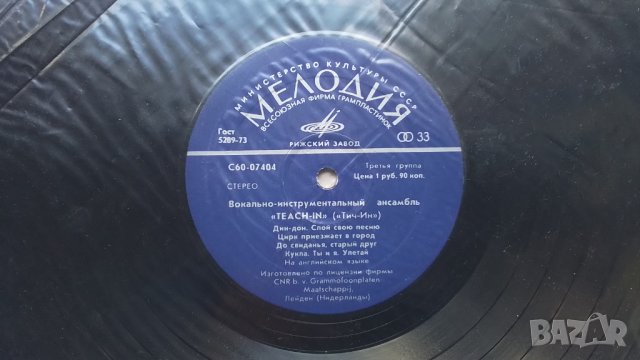 МИНИСТЕРСТВО КУЛЬТУРЫ СССР
МЕЛОДИЯ
ВСЕСОЮЗНАЯ ФИРМА ГРАМПЛАСТИНОК
Гост
5289-73
33
РИЖСКИЙ ЗАВОД
С60-07404
Третья группа
Цена 1 руб. 90 коп.
СТЕРЕО
Вокально-инструментальный ансамбль
«TEACH-IN» («Тич-Ин»)
Дин-дон. Спой свою песню
Цирк приезжает в город
До свиданья, старый друг
Кукла. Ты и я. Улетай
На английском языке
Изготовлено по лицензии фирмы
CNR b. v. Grammofoonplaten
Maatschappij,
Лейден (Нидерланды)
BAZAR
bazar.bg